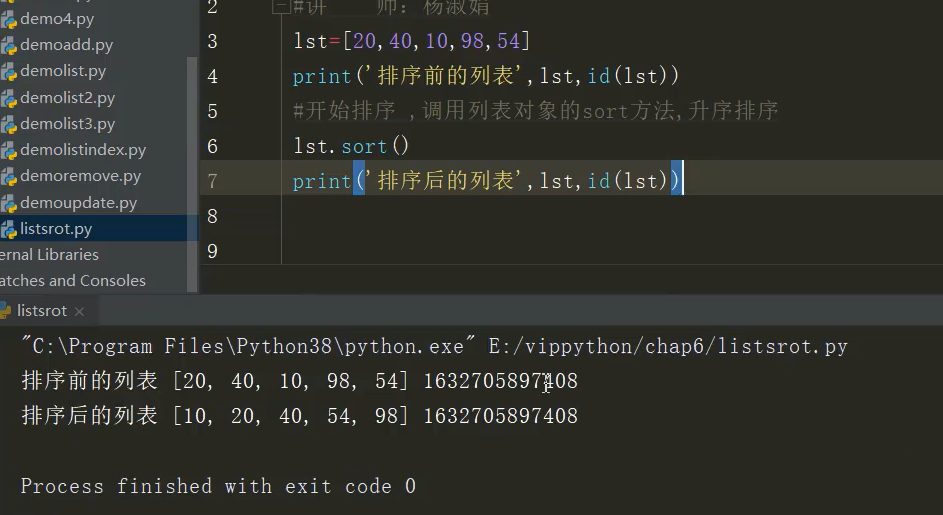 demo4.py
demoadd.py
demolist.py
demolist2.py
demolist3.py
demolistindex.py
demoremove.py
demoupdate.py
listsrot.py
ernal Libraries
atches and Consoles
2 #讲 师：杨淑娟
3 lst=[20,40,10,98,54]
4 print('排序前的列表',lst,id(lst))
5 #开始排序 ,调用列表对象的sort方法,升序排序
6 lst.sort()
7 print('排序后的列表',lst,id(lst))
8
9
listsrot ×
"C:\Program Files\Python38\python.exe" E:/vippython/chap6/listsrot.py
排序前的列表 [20, 40, 10, 98, 54] 1632705897408
排序后的列表 [10, 20, 40, 54, 98] 1632705897408
Process finished with exit code 0